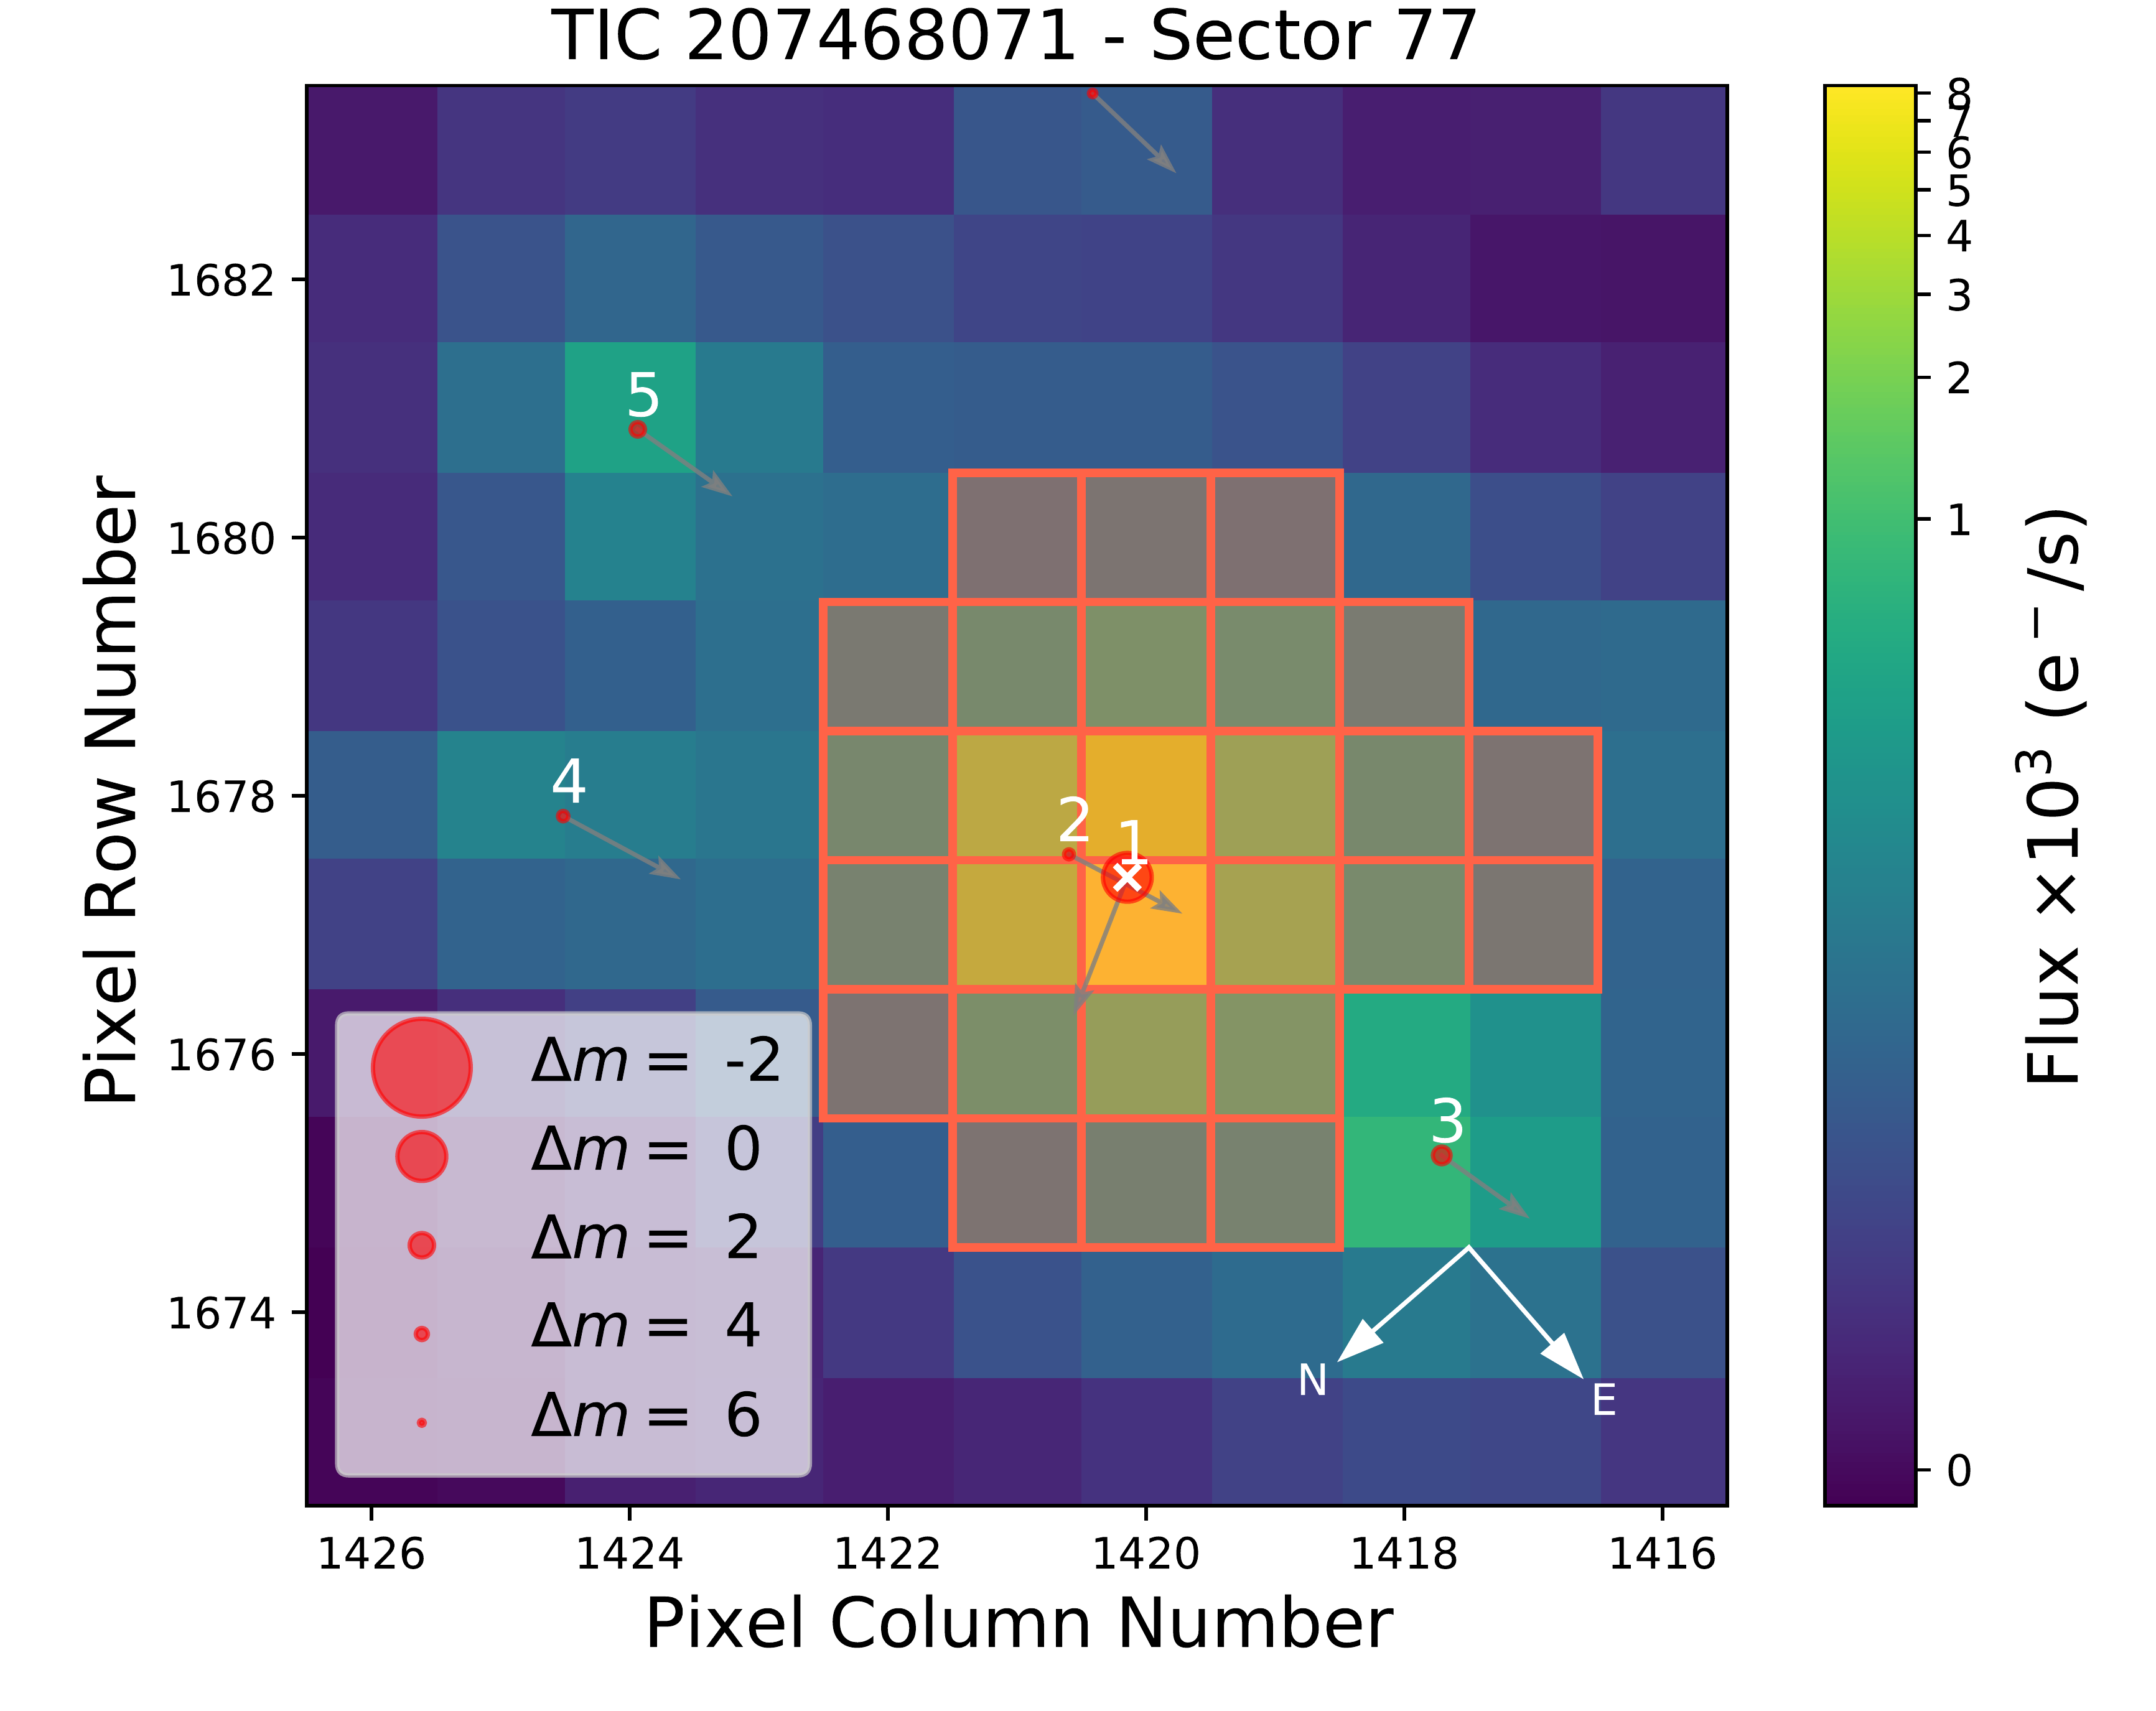 TIC 207468071 - Sector 77
Pixel Row Number
1682
1680
1678
1676
1674
5
4
2
1
3
N
E
Δm = -2
Δm = 0
Δm = 2
Δm = 4
Δm = 6
1426
1424
1422
1420
1418
1416
Pixel Column Number
8
7
6
5
4
3
2
1
0
Flux ×10³ (e⁻/s)